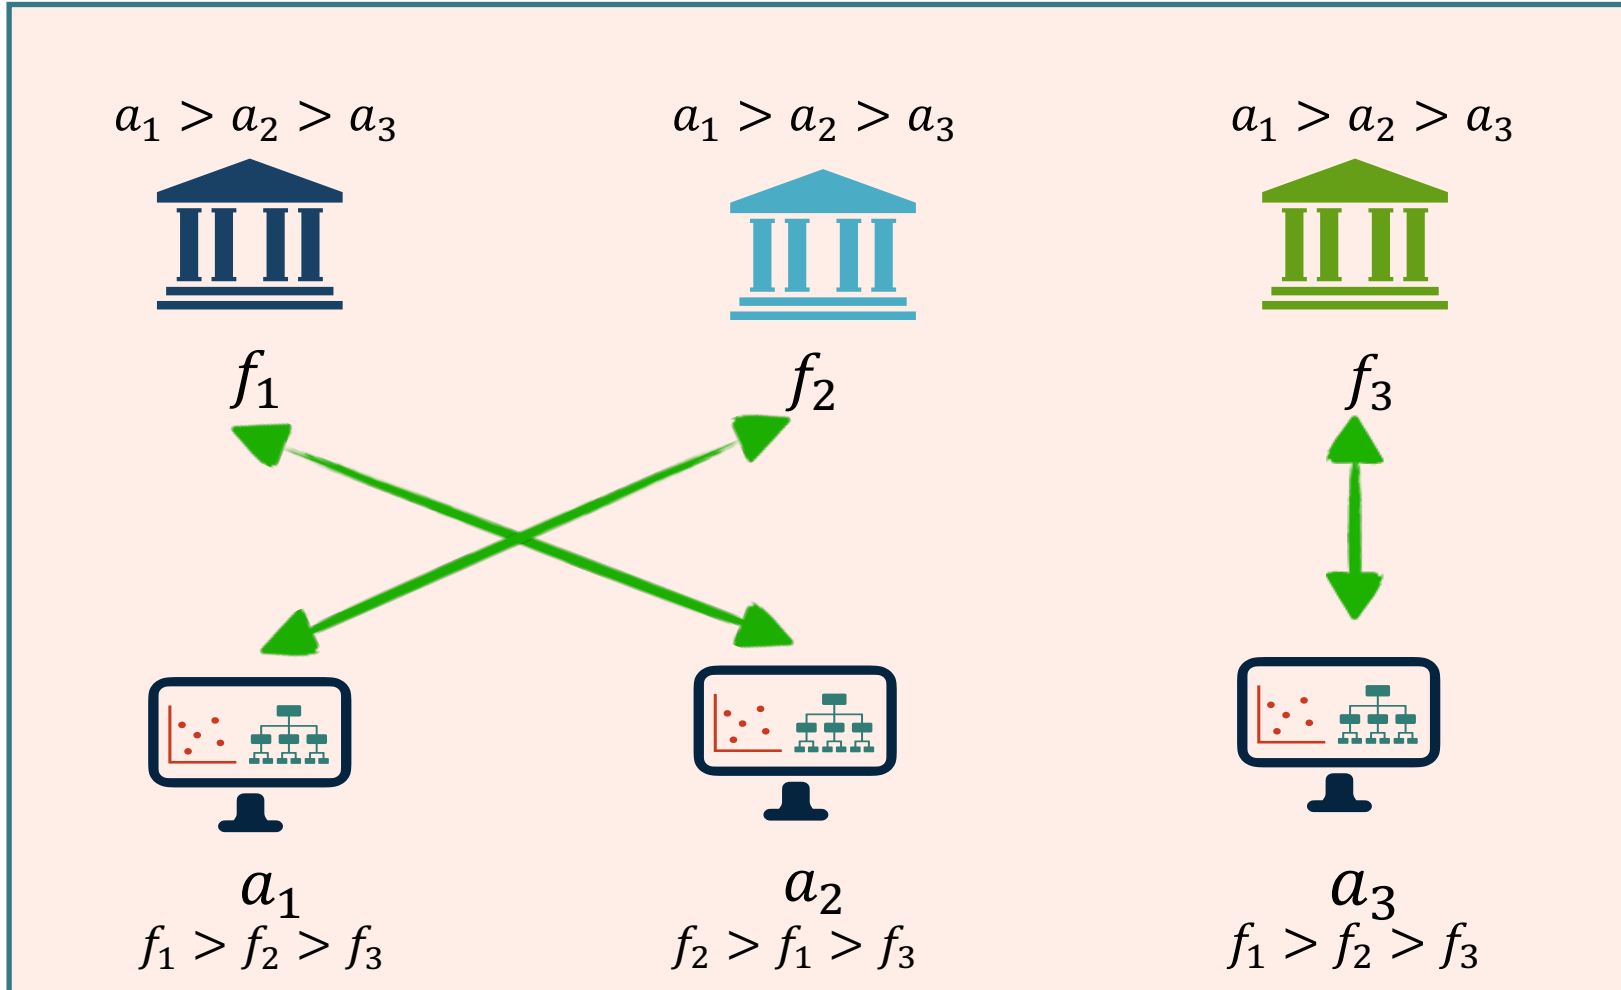 a₁ > a₂ > a₃
a₁ > a₂ > a₃
a₁ > a₂ > a₃
f₁
f₂
f₃
a₁
a₂
a₃
f₁ > f₂ > f₃
f₂ > f₁ > f₃
f₁ > f₂ > f₃